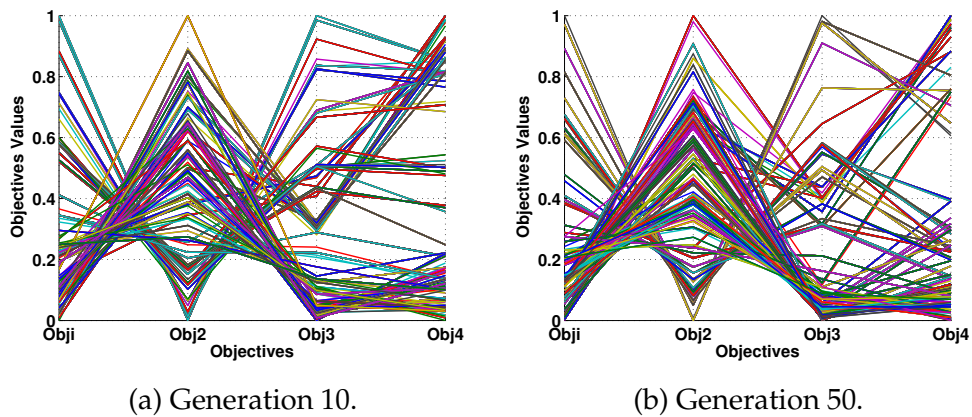 1
0.8
0.6
0.4
0.2
0
Objectives Values
Obji Obj2 Obj3 Obj4
Objectives
(a) Generation 10.
1
0.8
0.6
0.4
0.2
0
Objectives Values
Obji Obj2 Obj3 Obj4
Objectives
(b) Generation 50.